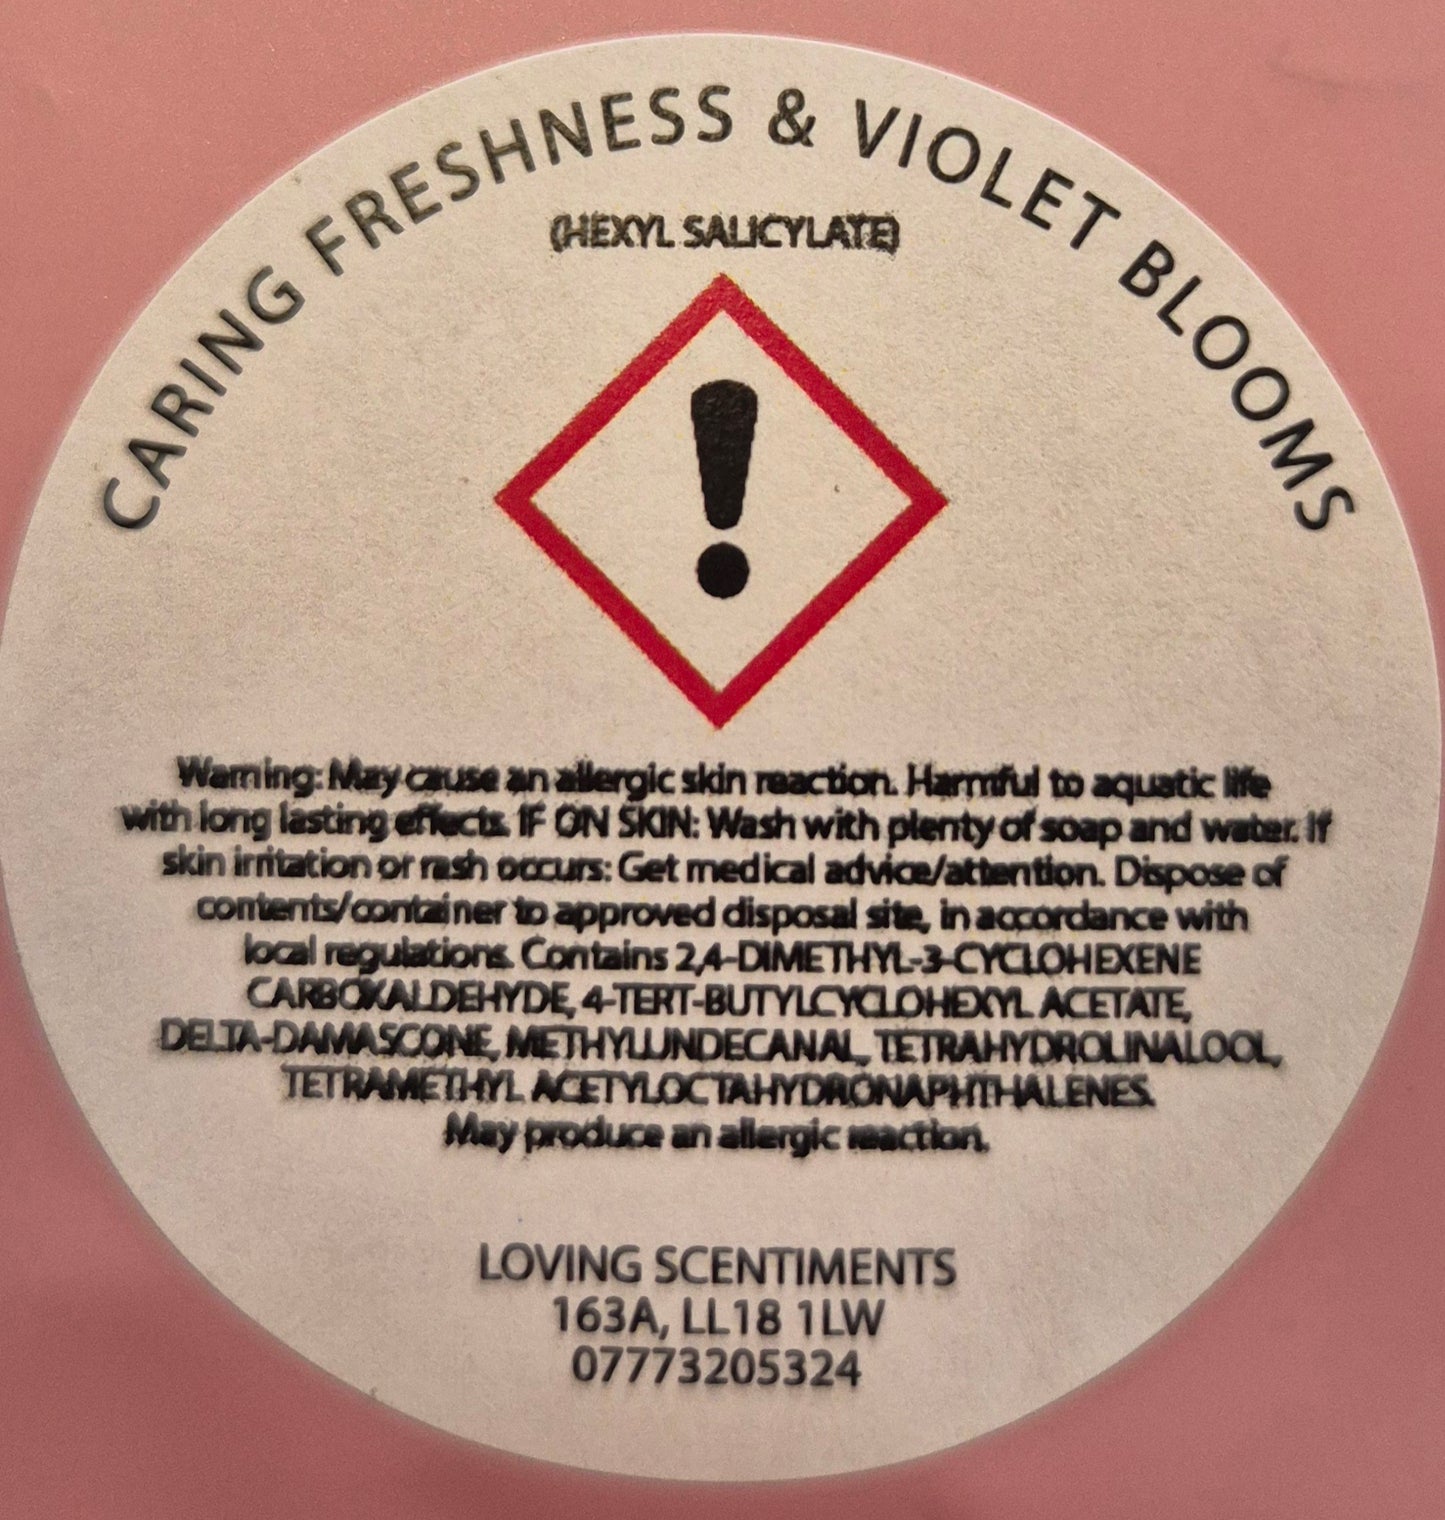 CARING FRESHNESS & VIOLET BLOOMS
(HEXYL SALICYLATE)
Warning: May cause an allergic skin reaction. Harmful to aquatic life
with long lasting effects. IF ON SKIN: Wash with plenty of soap and water. If
skin irritation or rash occurs: Get medical advice/attention. Dispose of
contents/container to approved disposal site, in accordance with
local regulations. Contains 2,4-DIMETHYL-3-CYCLOHEXENE
CARBOXALDEHYDE, 4-TERT-BUTYLCYCLOHEXYL ACETATE,
DELTA-DAMASCONE, METHYLUNDECANAL, TETRAHYDROLINALOOL,
TETRAMETHYL ACETYLOCTAHYDRONAPHTHALENES.
May produce an allergic reaction.
LOVING SCENTIMENTS
163A, LL18 1LW
07773205324